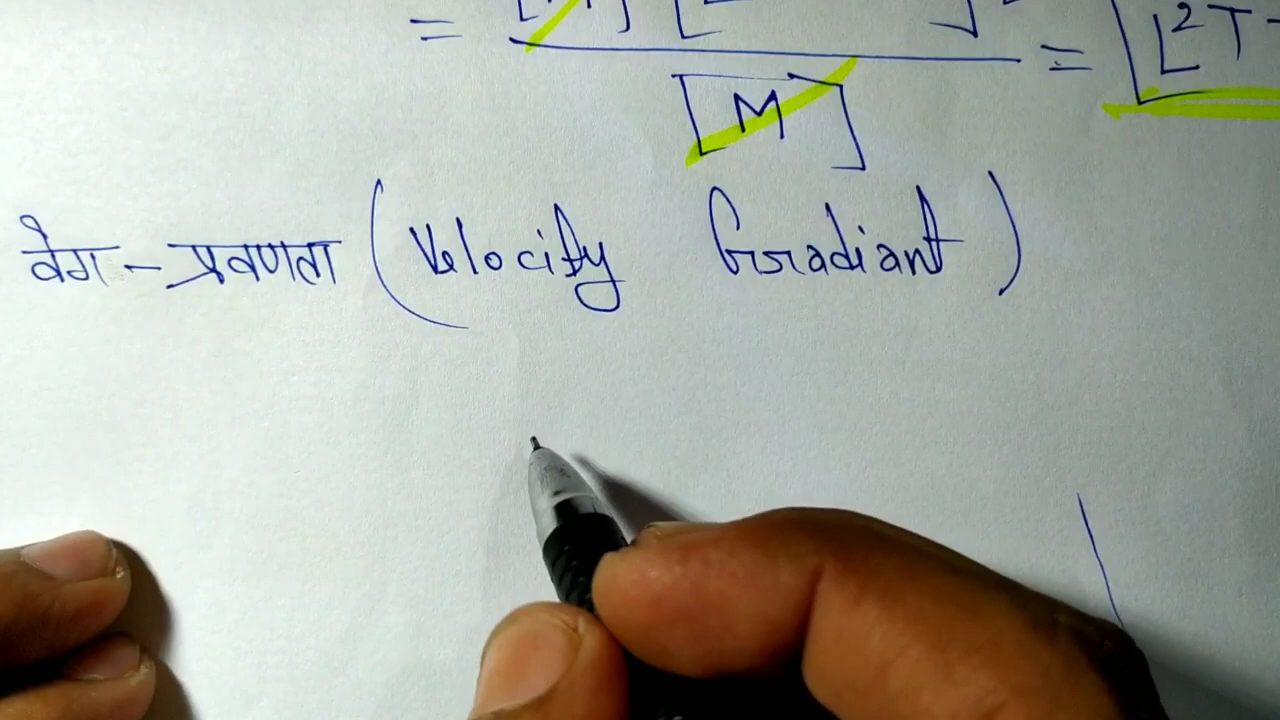 =
[M]
= [L²T-
वेग - प्रवणता (Velocity Gradiant)